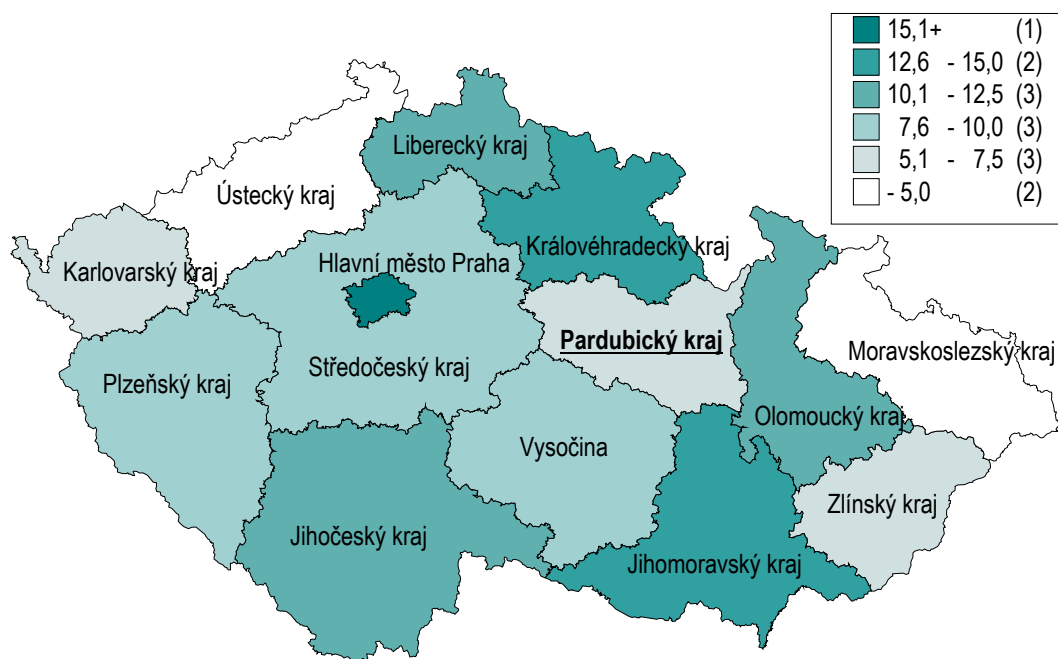 15,1+ (1)
12,6 - 15,0 (2)
10,1 - 12,5 (3)
7,6 - 10,0 (3)
5,1 - 7,5 (3)
- 5,0 (2)
Liberecký kraj
Ústecký kraj
Královéhradecký kraj
Karlovarský kraj
Hlavní město Praha
Pardubický kraj
Moravskoslezský kraj
Středočeský kraj
Plzeňský kraj
Olomoucký kraj
Vysočina
Zlínský kraj
Jihočeský kraj
Jihomoravský kraj